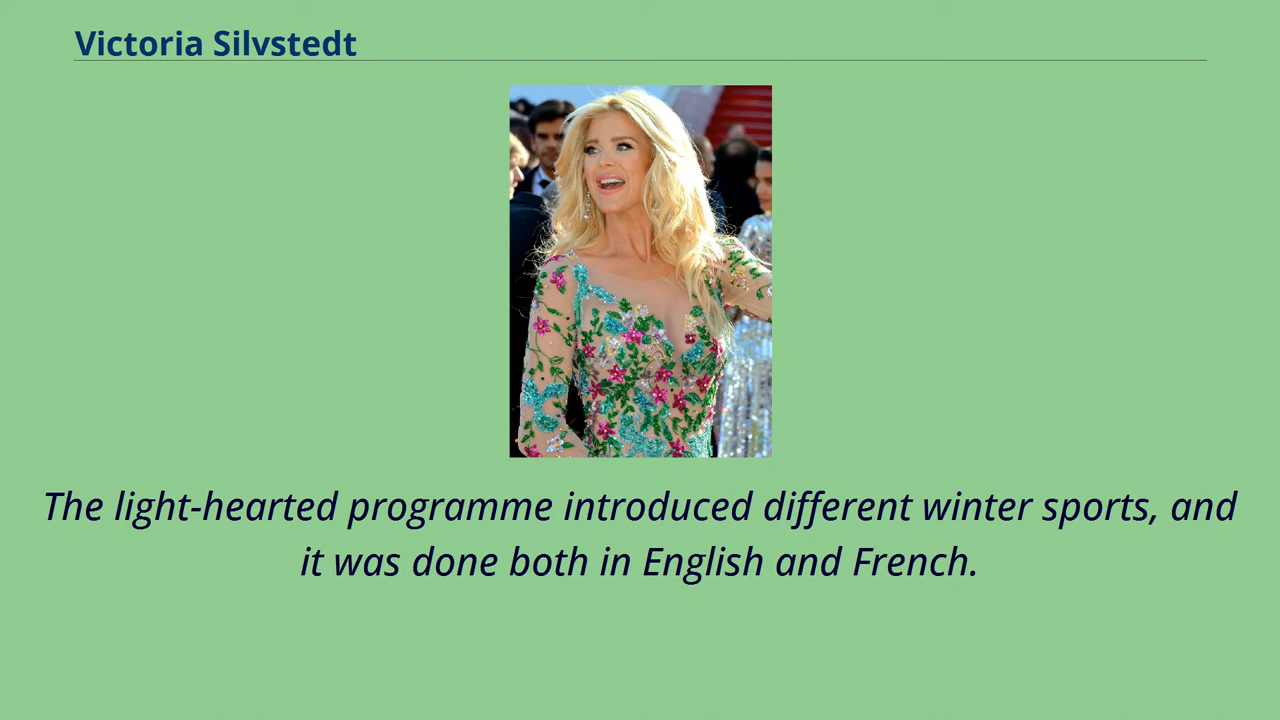 Victoria Silvstedt
The light-hearted programme introduced different winter sports, and
it was done both in English and French.